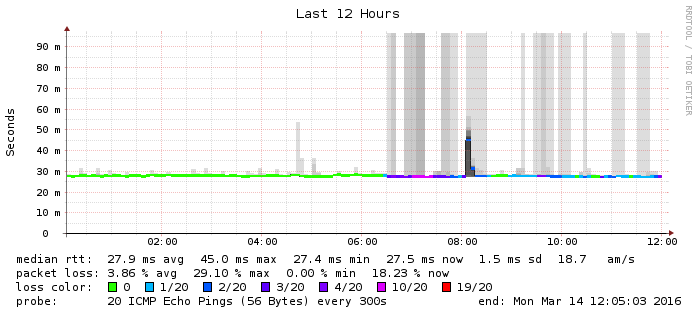 Last 12 Hours
RRDTOOL / TOBI OETIKER
Seconds
90 m
80 m
70 m
60 m
50 m
40 m
30 m
20 m
10 m
0
02:00 04:00 06:00 08:00 10:00 12:00
median rtt: 27.9 ms avg 45.0 ms max 27.4 ms min 27.5 ms now 1.5 ms sd 18.7 am/s
packet loss: 3.86 % avg 29.10 % max 0.00 % min 18.23 % now
loss color: 0 1/20 2/20 3/20 4/20 10/20 19/20
probe: 20 ICMP Echo Pings (56 Bytes) every 300s end: Mon Mar 14 12:05:03 2016